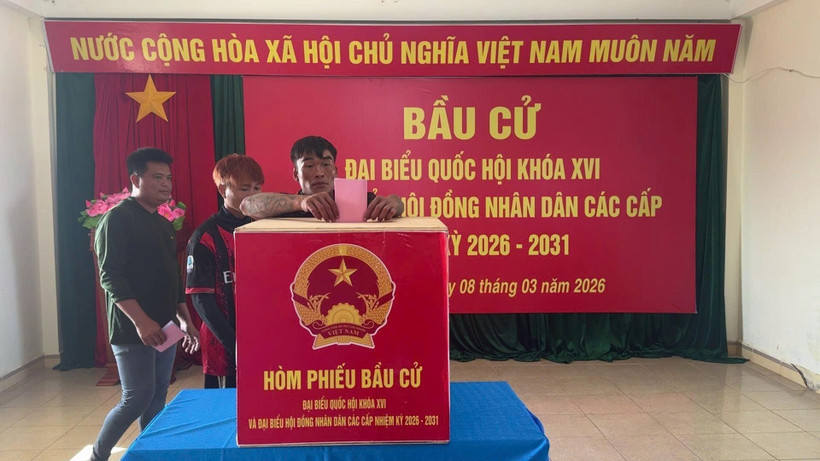 NƯỚC CỘNG HÒA XÃ HỘI CHỦ NGHĨA VIỆT NAM MUÔN NĂM
BẦU CỬ
ĐẠI BIỂU QUỐC HỘI KHÓA XVI
HỘI ĐỒNG NHÂN DÂN CÁC CẤP
KỲ 2026 - 2031
08 tháng 03 năm 2026
VIỆT NAM
HÒM PHIẾU BẦU CỬ
ĐẠI BIỂU QUỐC HỘI KHÓA XVI
VÀ ĐẠI BIỂU HỘI ĐỒNG NHÂN DÂN CÁC CẤP NHIỆM KỲ 2026 - 2031